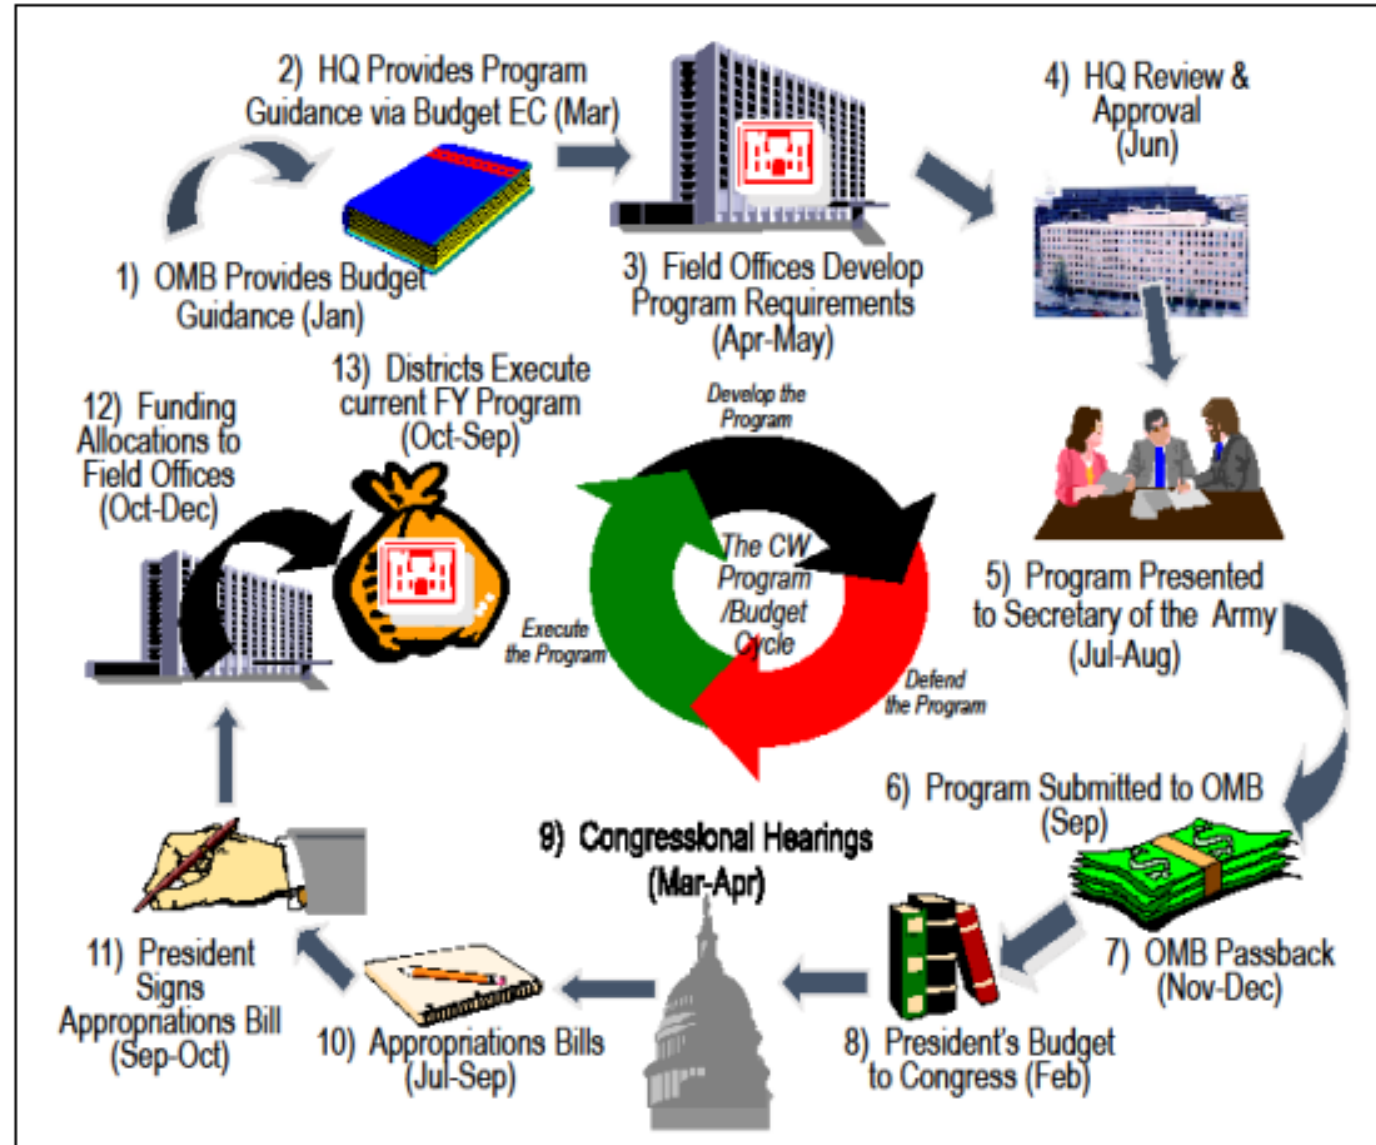 2) HQ Provides Program
Guidance via Budget EC (Mar)
4) HQ Review &
Approval
(Jun)
1) OMB Provides Budget
Guidance (Jan)
3) Field Offices Develop
Program Requirements
(Apr-May)
13) Districts Execute
current FY Program
(Oct-Sep)
12) Funding
Allocations to
Field Offices
(Oct-Dec)
Develop the
Program
The CW
Program
/Budget
Cycle
Execute
the Program
Defend
the Program
5) Program Presented
to Secretary of the Army
(Jul-Aug)
6) Program Submitted to OMB
(Sep)
9) Congressional Hearings
(Mar-Apr)
7) OMB Passback
(Nov-Dec)
11) President
Signs
Appropriations Bill
(Sep-Oct)
10) Appropriations Bills
(Jul-Sep)
8) President's Budget
to Congress (Feb)